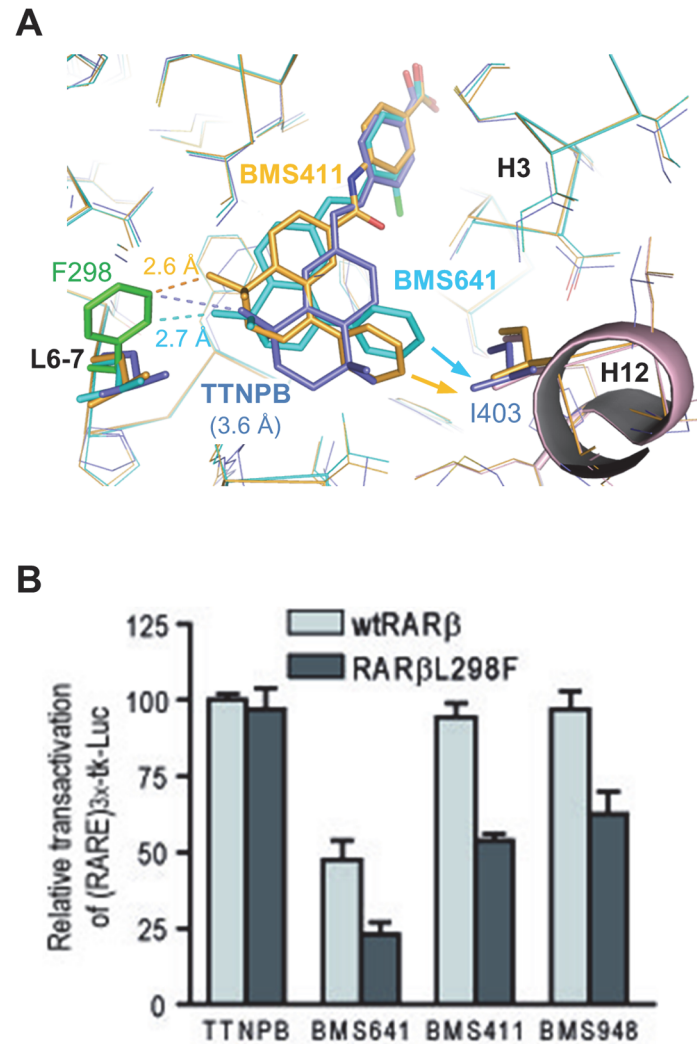 A
BMS411
H3
F298
2.6 Å
BMS641
L6-7
2.7 Å
TTNPB
(3.6 Å)
I403
H12
B
125
100
75
50
25
0
Relative transactivation
of (RARE)3x-tk-Luc
wtRARβ
RARβL298F
TTNPB BMS641 BMS411 BMS948